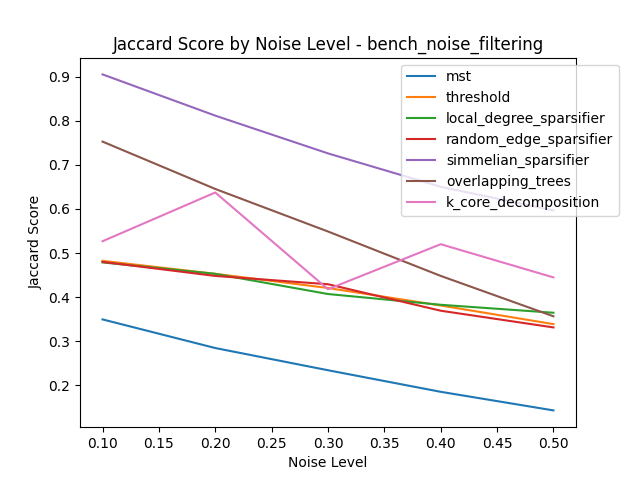 Jaccard Score by Noise Level - bench_noise_filtering
mst
threshold
local_degree_sparsifier
random_edge_sparsifier
simmelian_sparsifier
overlapping_trees
k_core_decomposition
Jaccard Score
0.9
0.8
0.7
0.6
0.5
0.4
0.3
0.2
0.10 0.15 0.20 0.25 0.30 0.35 0.40 0.45 0.50
Noise Level